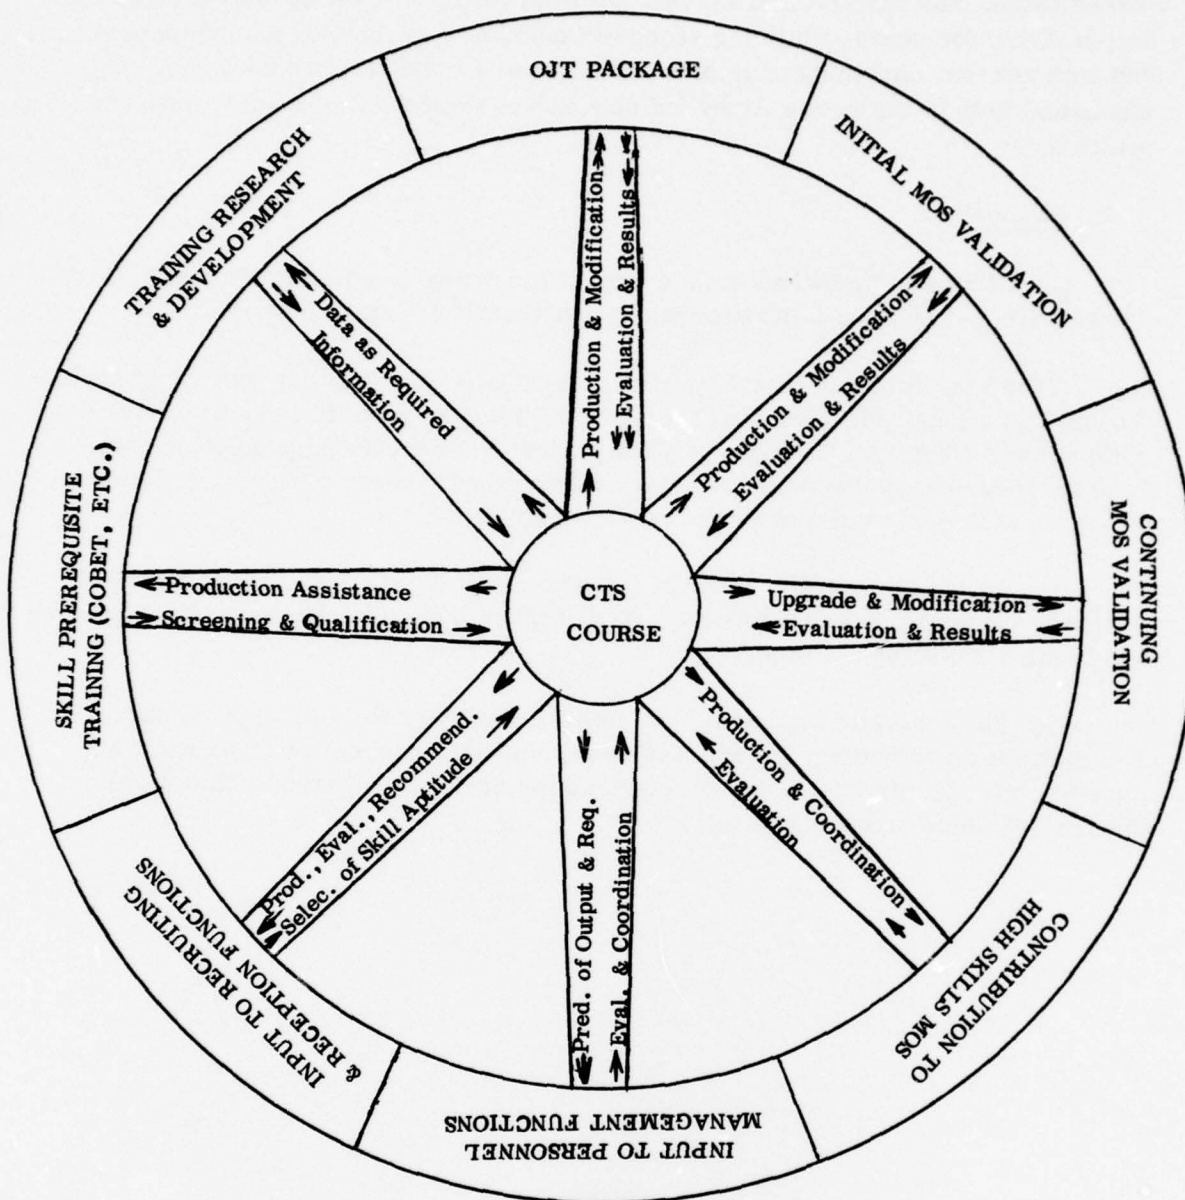 OJT PACKAGE
INITIAL MOS VALIDATION
CONTINUING
MOS VALIDATION
CONTRIBUTION TO
HIGH SKILLS MOS
INPUT TO PERSONNEL
MANAGEMENT FUNCTIONS
INPUT TO RECRUITING
& RECEPTION FUNCTIONS
SKILL PREREQUISITE
TRAINING (COBET, ETC.)
TRAINING RESEARCH
& DEVELOPMENT
Production & Modification
Evaluation & Results
Production & Modification
Evaluation & Results
Upgrade & Modification
Evaluation & Results
Production & Coordination
Evaluation
Pred. of Output & Req.
Eval. & Coordination
Prod., Eval., Recommend.
Selec. of Skill Aptitude
Production Assistance
Screening & Qualification
Data as Required
Information
CTS
COURSE